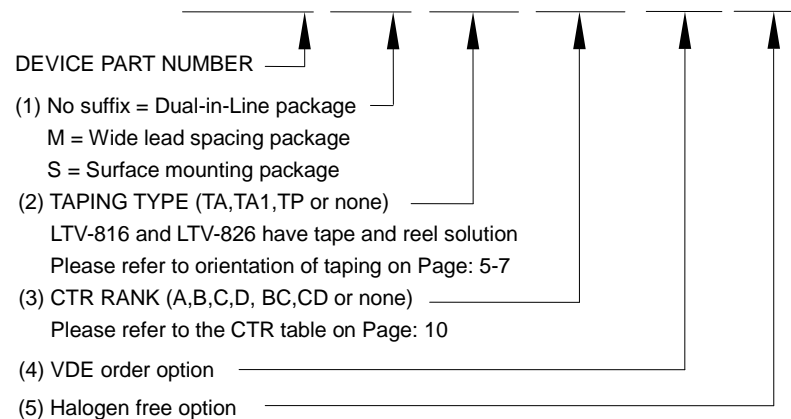 DEVICE PART NUMBER
(1) No suffix = Dual-in-Line package
M = Wide lead spacing package
S = Surface mounting package
(2) TAPING TYPE (TA,TA1,TP or none)
LTV-816 and LTV-826 have tape and reel solution
Please refer to orientation of taping on Page: 5-7
(3) CTR RANK (A,B,C,D, BC,CD or none)
Please refer to the CTR table on Page: 10
(4) VDE order option
(5) Halogen free option